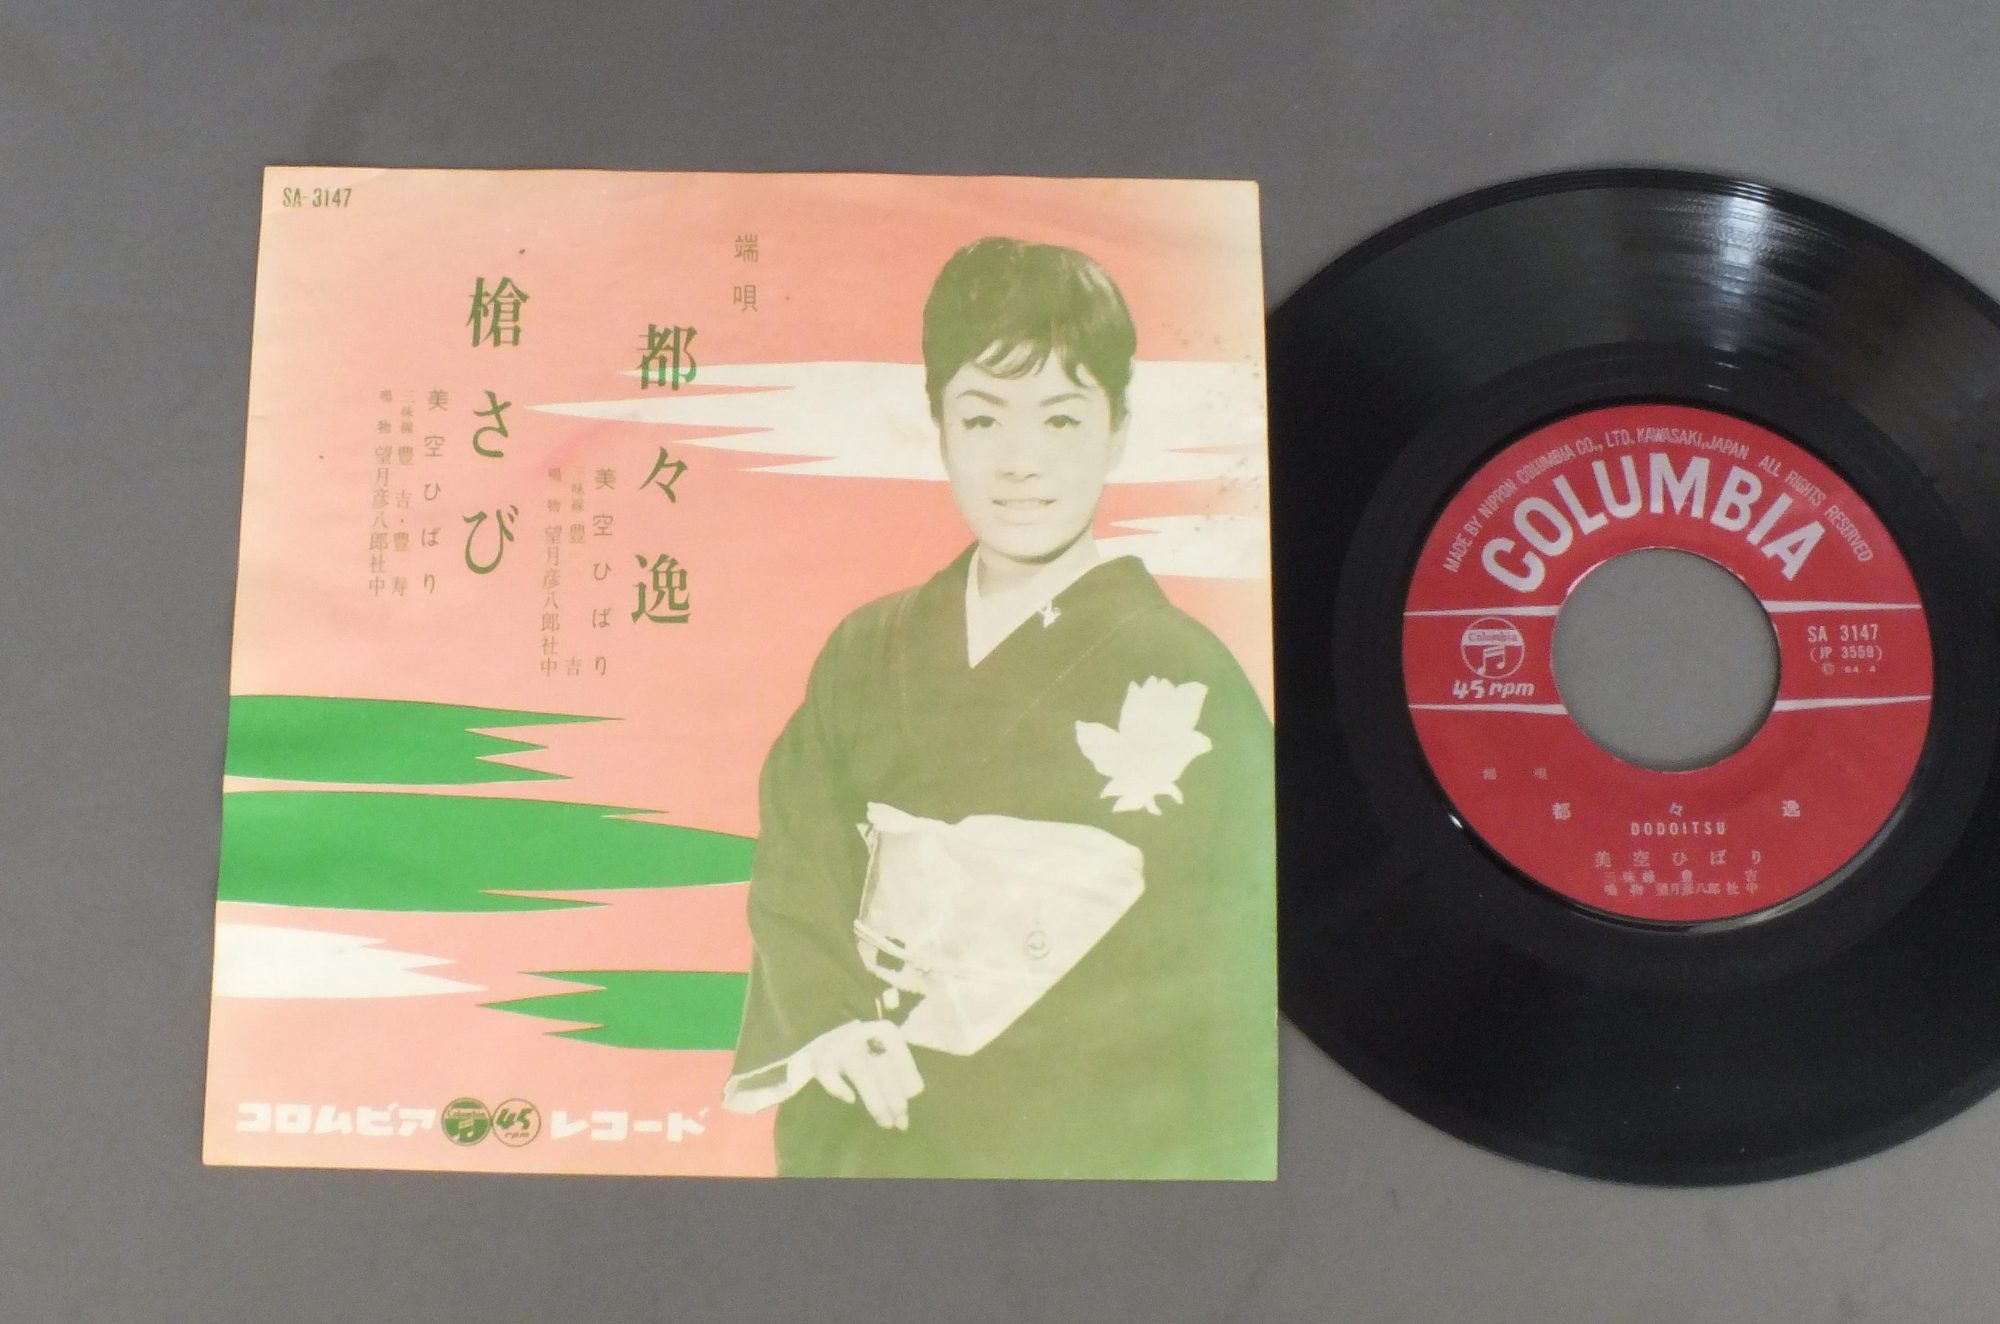 SA-3147
端唄
都々逸
美空ひばり
三味線 豊吉
鳴物 望月彦八郎社中
槍さび
美空ひばり
三味線 豊吉・豊寿
鳴物 望月彦八郎社中
コロムビア Columbia 45 rpm レコード
MADE BY NIPPON COLUMBIA CO., LTD. KAWASAKI, JAPAN ALL RIGHTS RESERVED
COLUMBIA
Columbia
45 rpm
SA 3147
(JP 3559)
Ⓟ 64.4
端唄
都々逸
DODOITSU
美空ひばり
三味線 豊吉
鳴物 望月彦八郎社中